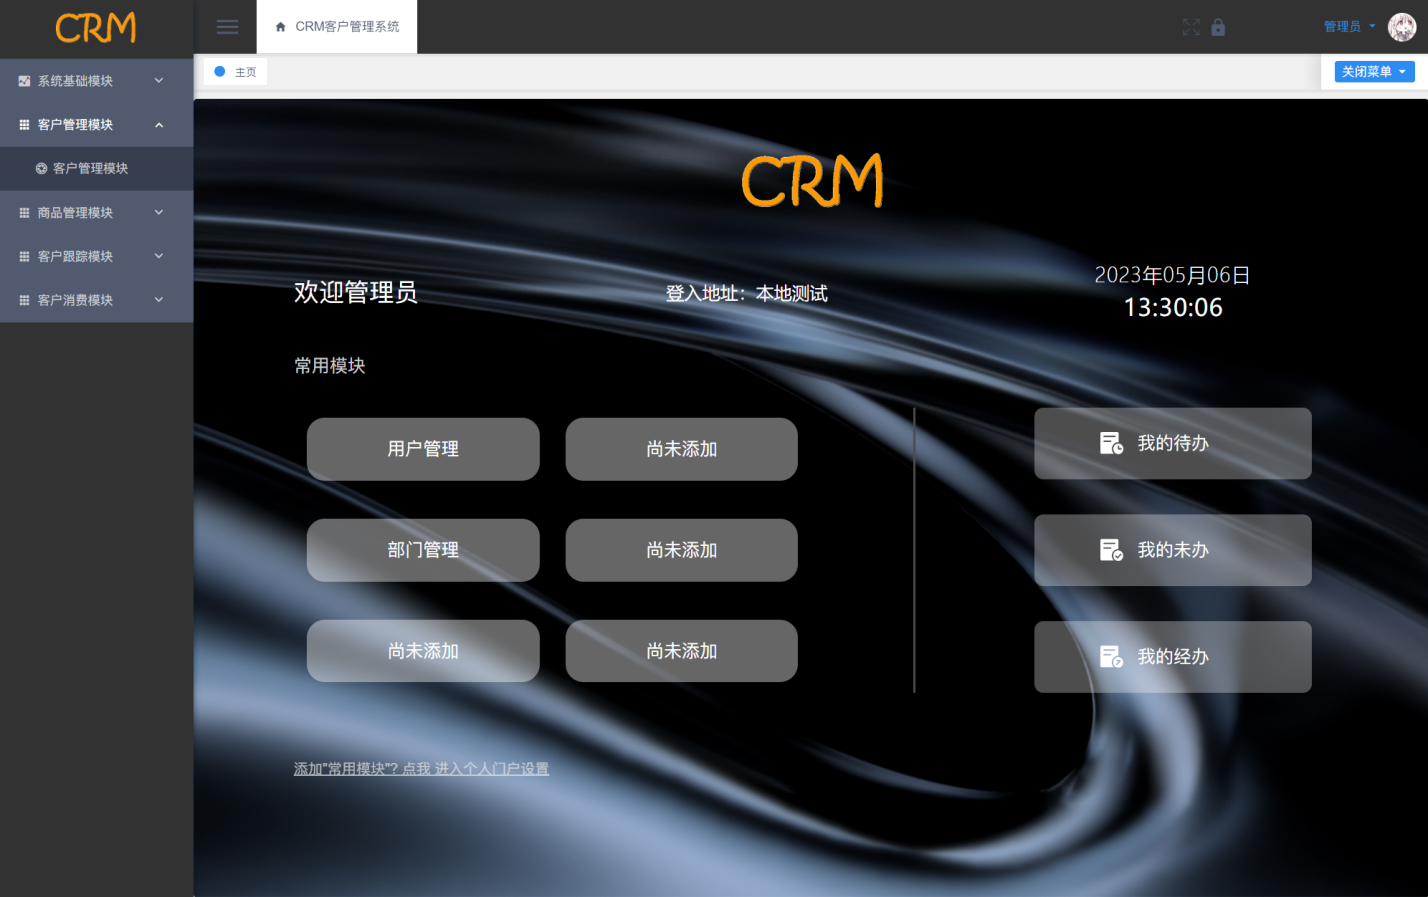 CRM
CRM客户管理系统
管理员
主页
关闭菜单
系统基础模块
客户管理模块
客户管理模块
商品管理模块
客户跟踪模块
客户消费模块
CRM
欢迎管理员
登入地址：本地测试
2023年05月06日
13:30:06
常用模块
用户管理
尚未添加
部门管理
尚未添加
尚未添加
尚未添加
我的待办
我的未办
我的经办
添加"常用模块"? 点我 进入个人门户设置